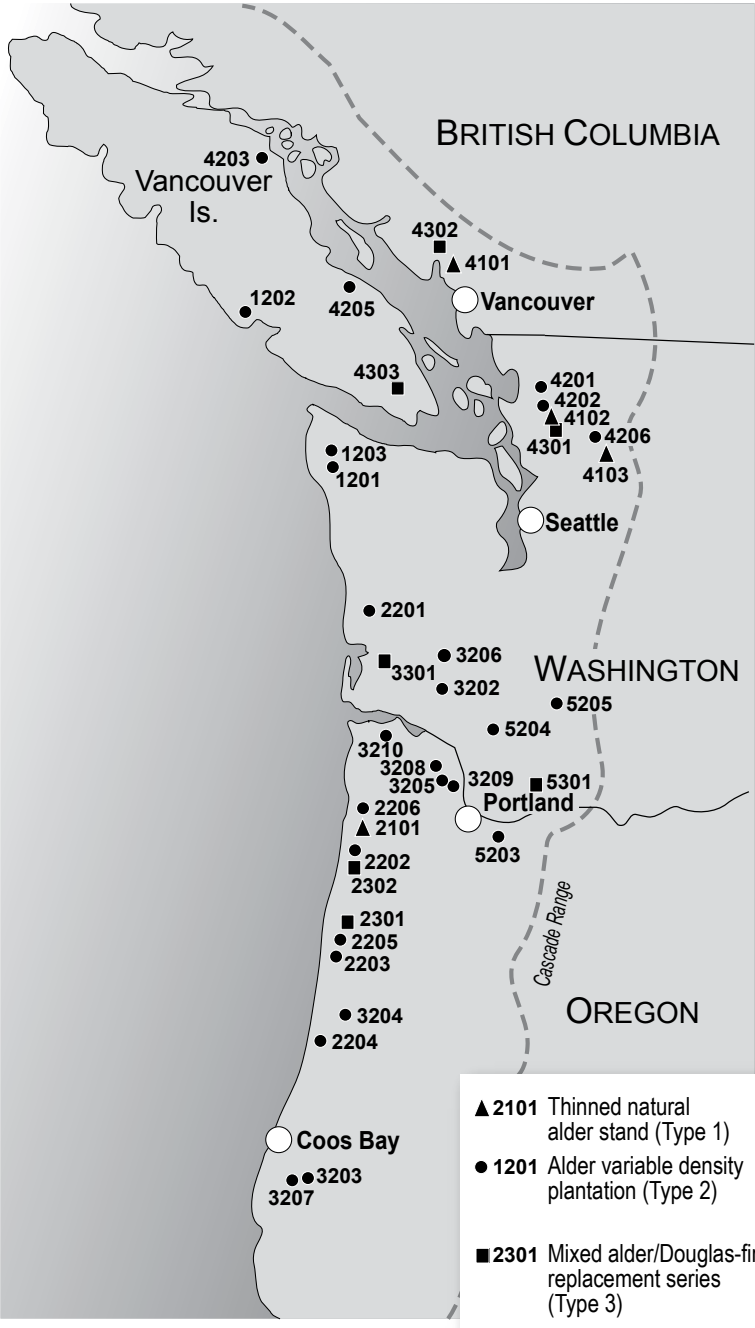 BRITISH COLUMBIA
4203
Vancouver
Is.
4302
4101
Vancouver
1202
4205
4303
4201
4202
4102
4301
4206
4103
1203
1201
Seattle
2201
3206
3301
3202
WASHINGTON
5205
5204
3210
3208
3205
3209
5301
Portland
2206
2101
5203
2202
2302
2301
2205
2203
Cascade Range
3204
OREGON
2204
Coos Bay
3203
3207
2101 Thinned natural
alder stand (Type 1)
1201 Alder variable density
plantation (Type 2)
2301 Mixed alder/Douglas-fir
replacement series
(Type 3)